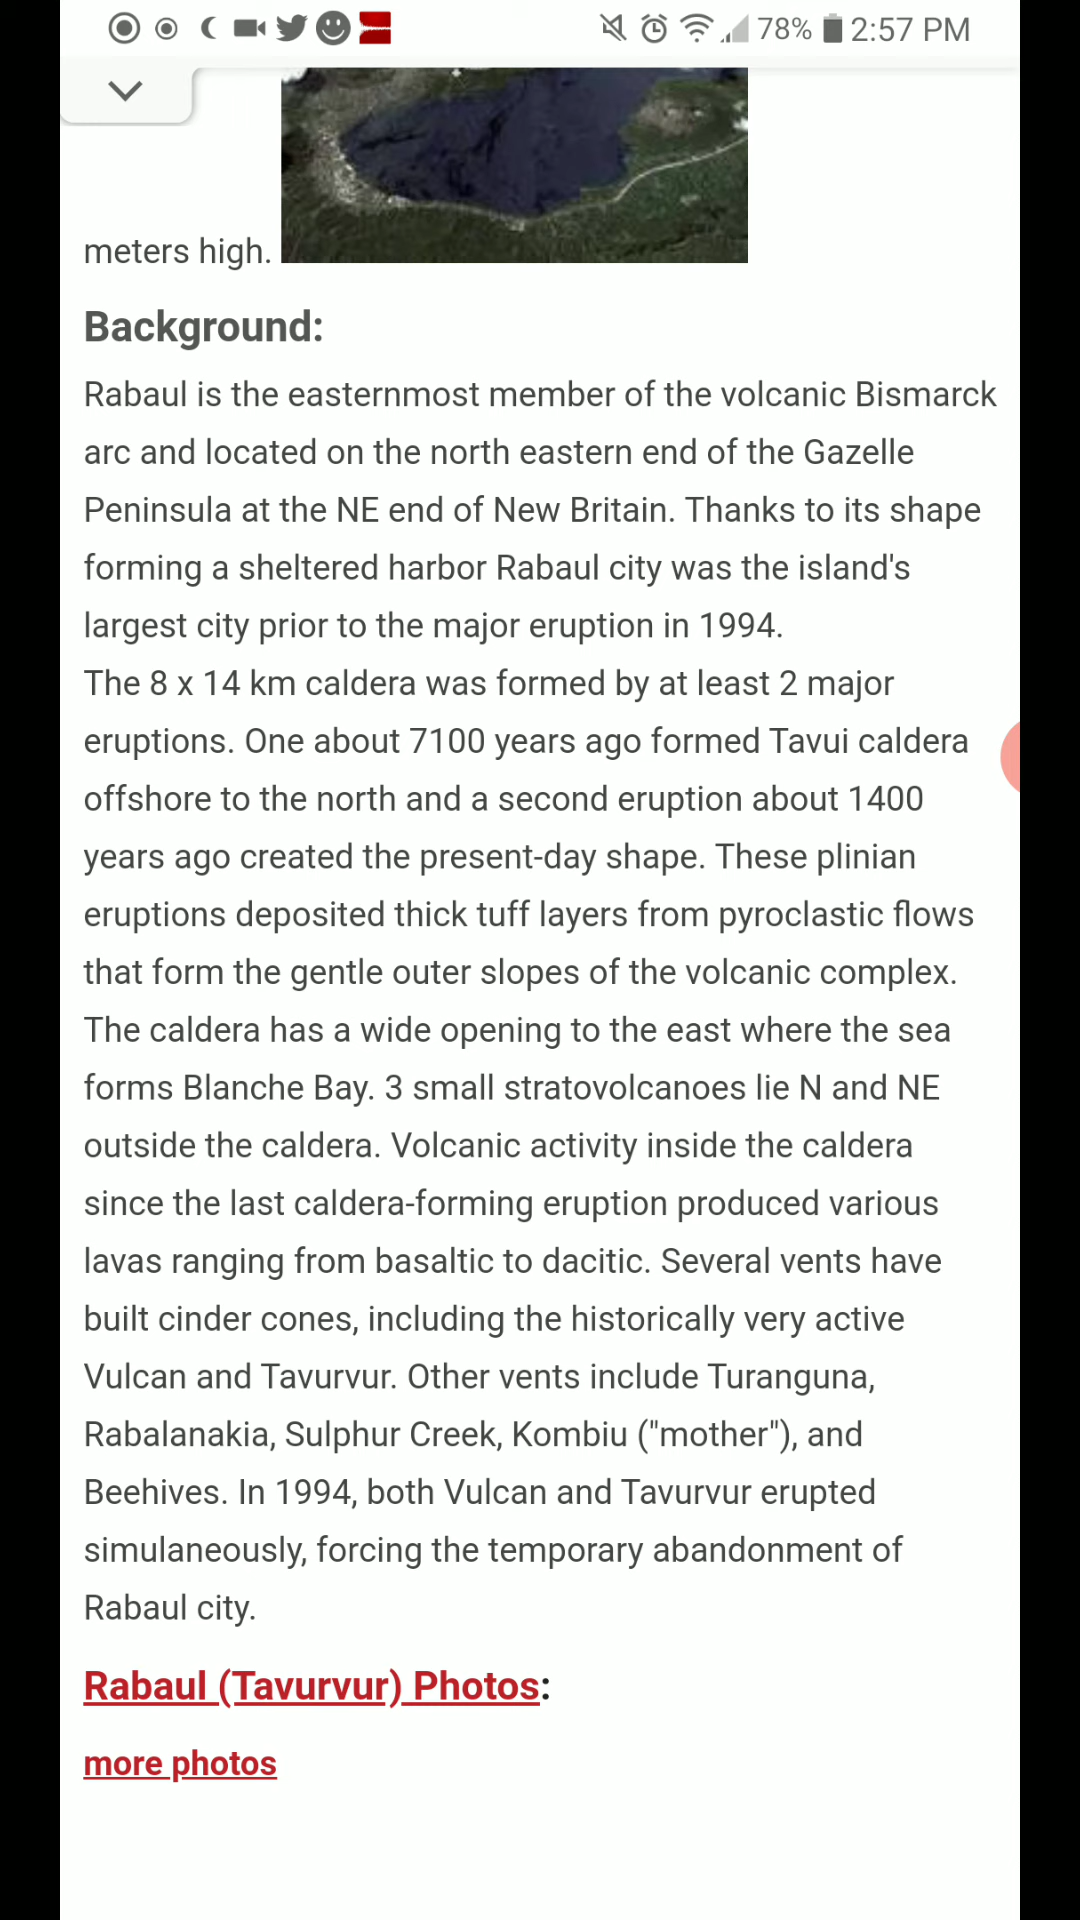 78% 2:57 PM
meters high.
Background:
Rabaul is the easternmost member of the volcanic Bismarck
arc and located on the north eastern end of the Gazelle
Peninsula at the NE end of New Britain. Thanks to its shape
forming a sheltered harbor Rabaul city was the island's
largest city prior to the major eruption in 1994.
The 8 x 14 km caldera was formed by at least 2 major
eruptions. One about 7100 years ago formed Tavui caldera
offshore to the north and a second eruption about 1400
years ago created the present-day shape. These plinian
eruptions deposited thick tuff layers from pyroclastic flows
that form the gentle outer slopes of the volcanic complex.
The caldera has a wide opening to the east where the sea
forms Blanche Bay. 3 small stratovolcanoes lie N and NE
outside the caldera. Volcanic activity inside the caldera
since the last caldera-forming eruption produced various
lavas ranging from basaltic to dacitic. Several vents have
built cinder cones, including the historically very active
Vulcan and Tavurvur. Other vents include Turanguna,
Rabalanakia, Sulphur Creek, Kombiu ("mother"), and
Beehives. In 1994, both Vulcan and Tavurvur erupted
simulaneously, forcing the temporary abandonment of
Rabaul city.
Rabaul (Tavurvur) Photos:
more photos